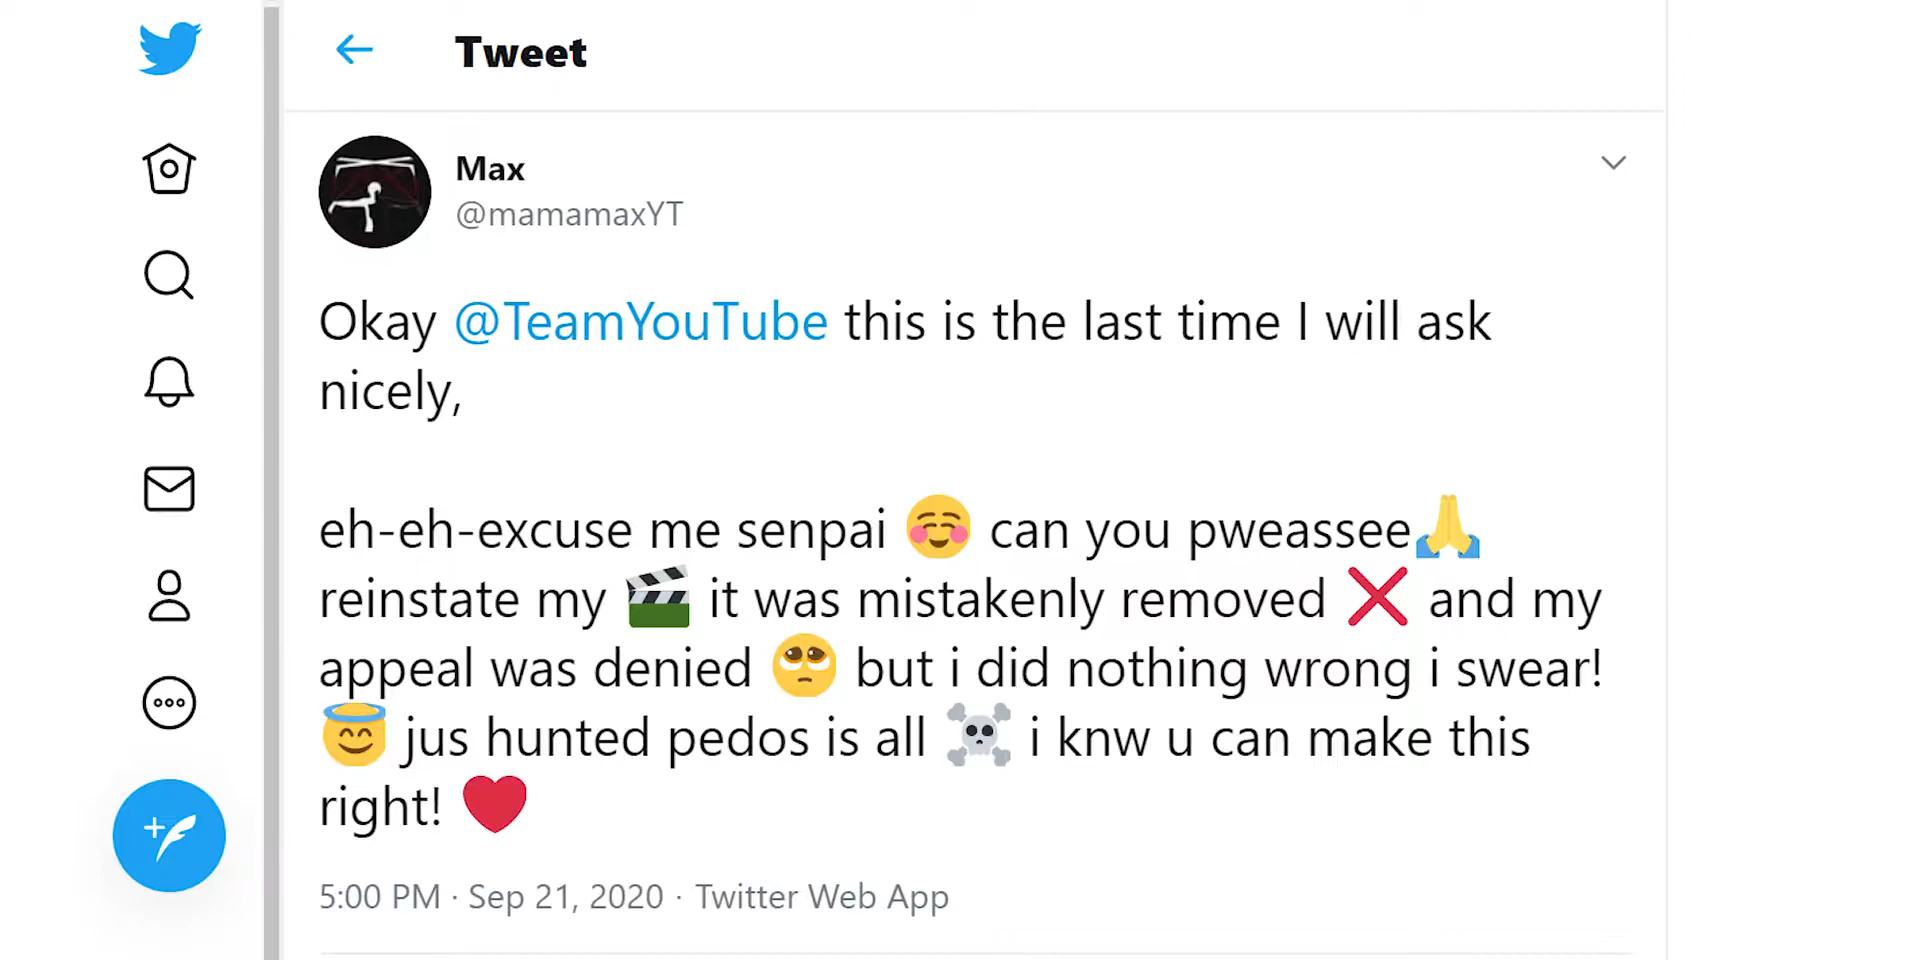 Tweet
Max
@mamamaxYT
Okay @TeamYouTube this is the last time I will ask
nicely,
eh-eh-excuse me senpai ☺️ can you pweassee🙏
reinstate my 🎬 it was mistakenly removed ❌ and my
appeal was denied 🥺 but i did nothing wrong i swear!
😇 jus hunted pedos is all ☠️ i knw u can make this
right! ❤️
5:00 PM · Sep 21, 2020 · Twitter Web App